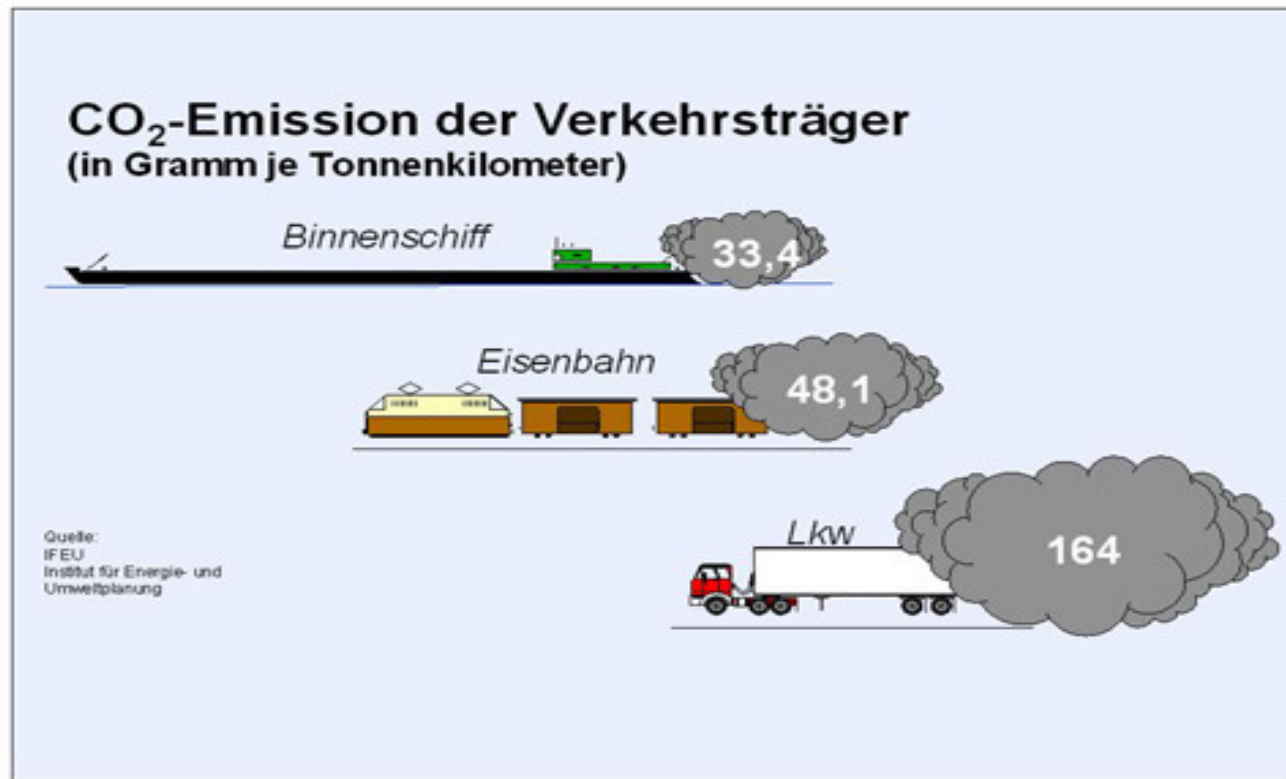 CO₂-Emission der Verkehrsträger
(in Gramm je Tonnenkilometer)
Binnenschiff
33,4
Eisenbahn
48,1
Lkw
164
Quelle:
IFEU
Institut für Energie- und
Umweltplanung